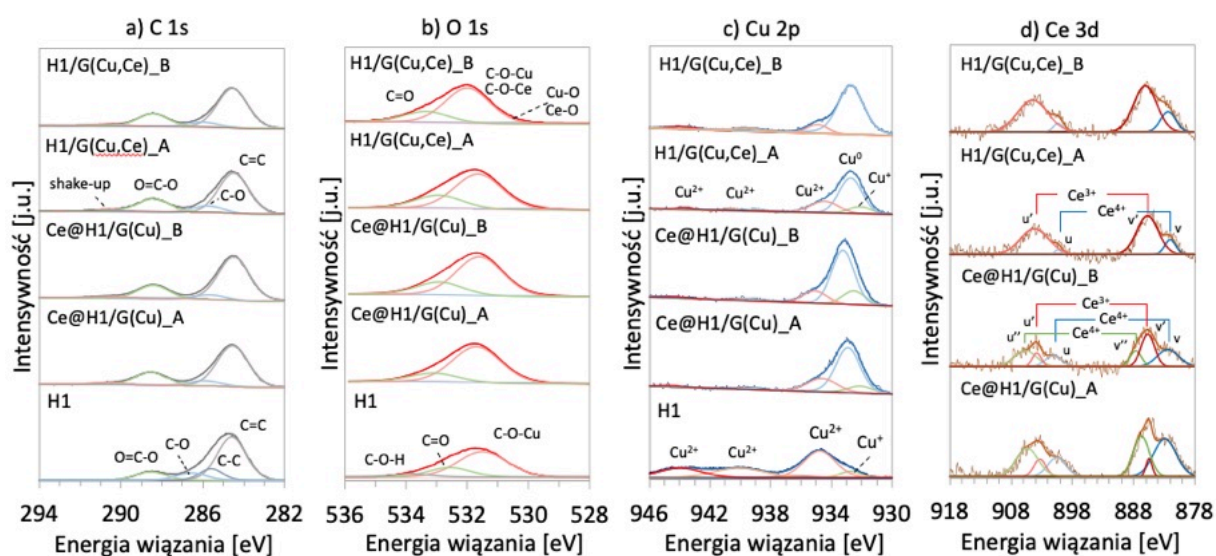 a) C 1s
H1/G(Cu,Ce)_B
H1/G(Cu,Ce)_A
C=C
shake-up
O=C-O
C-O
Ce@H1/G(Cu)_B
Ce@H1/G(Cu)_A
H1
C=C
C-O
O=C-O
C-C
294 290 286 282
Energia wiązania [eV]
Intensywność [j.u.]
b) O 1s
H1/G(Cu,Ce)_B
C-O-Cu
C-O-Ce
C=O
Cu-O
Ce-O
H1/G(Cu,Ce)_A
Ce@H1/G(Cu)_B
Ce@H1/G(Cu)_A
H1
C-O-Cu
C=O
C-O-H
536 534 532 530 528
Energia wiązania [eV]
Intensywność [j.u.]
c) Cu 2p
H1/G(Cu,Ce)_B
H1/G(Cu,Ce)_A
Cu⁰
Cu⁺
Cu²⁺ Cu²⁺ Cu²⁺
Ce@H1/G(Cu)_B
Ce@H1/G(Cu)_A
H1
Cu²⁺
Cu²⁺ Cu²⁺
Cu⁺
946 942 938 934 930
Energia wiązania [eV]
Intensywność [j.u.]
d) Ce 3d
H1/G(Cu,Ce)_B
H1/G(Cu,Ce)_A
Ce³⁺
u' Ce⁴⁺ v'
u v
Ce@H1/G(Cu)_B
Ce³⁺
u' Ce⁴⁺
u'' Ce⁴⁺ v' v
u v''
Ce@H1/G(Cu)_A
918 908 898 888 878
Energia wiązania [eV]
Intensywność [j.u.]